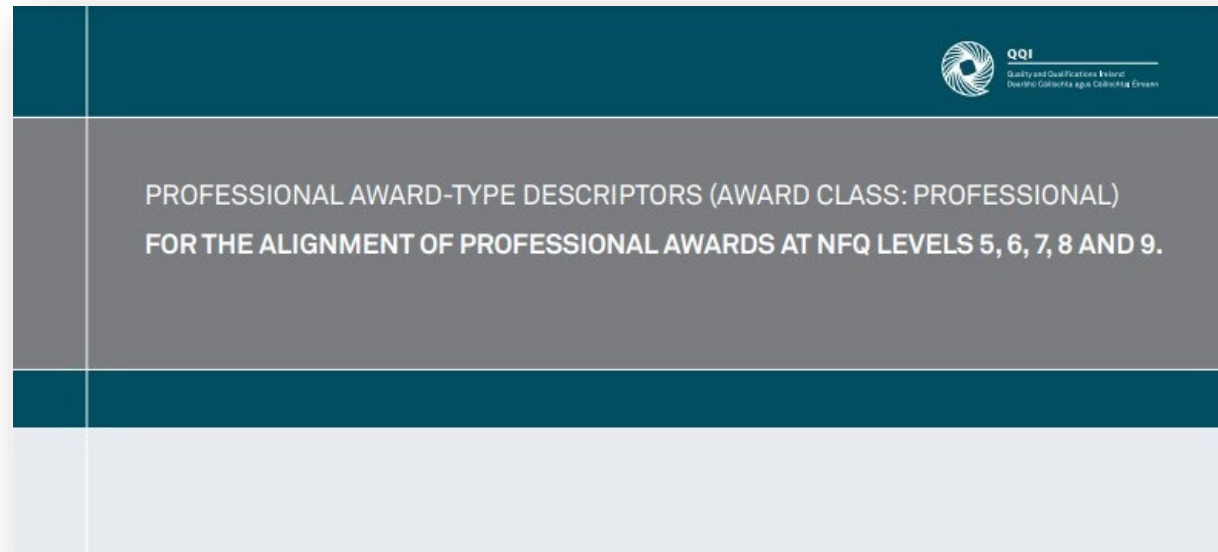 QQI
Quality and Qualifications Ireland
Dearbhú Cáilíochta agus Cáilíochtaí Éireann
PROFESSIONAL AWARD-TYPE DESCRIPTORS (AWARD CLASS: PROFESSIONAL)
FOR THE ALIGNMENT OF PROFESSIONAL AWARDS AT NFQ LEVELS 5, 6, 7, 8 AND 9.